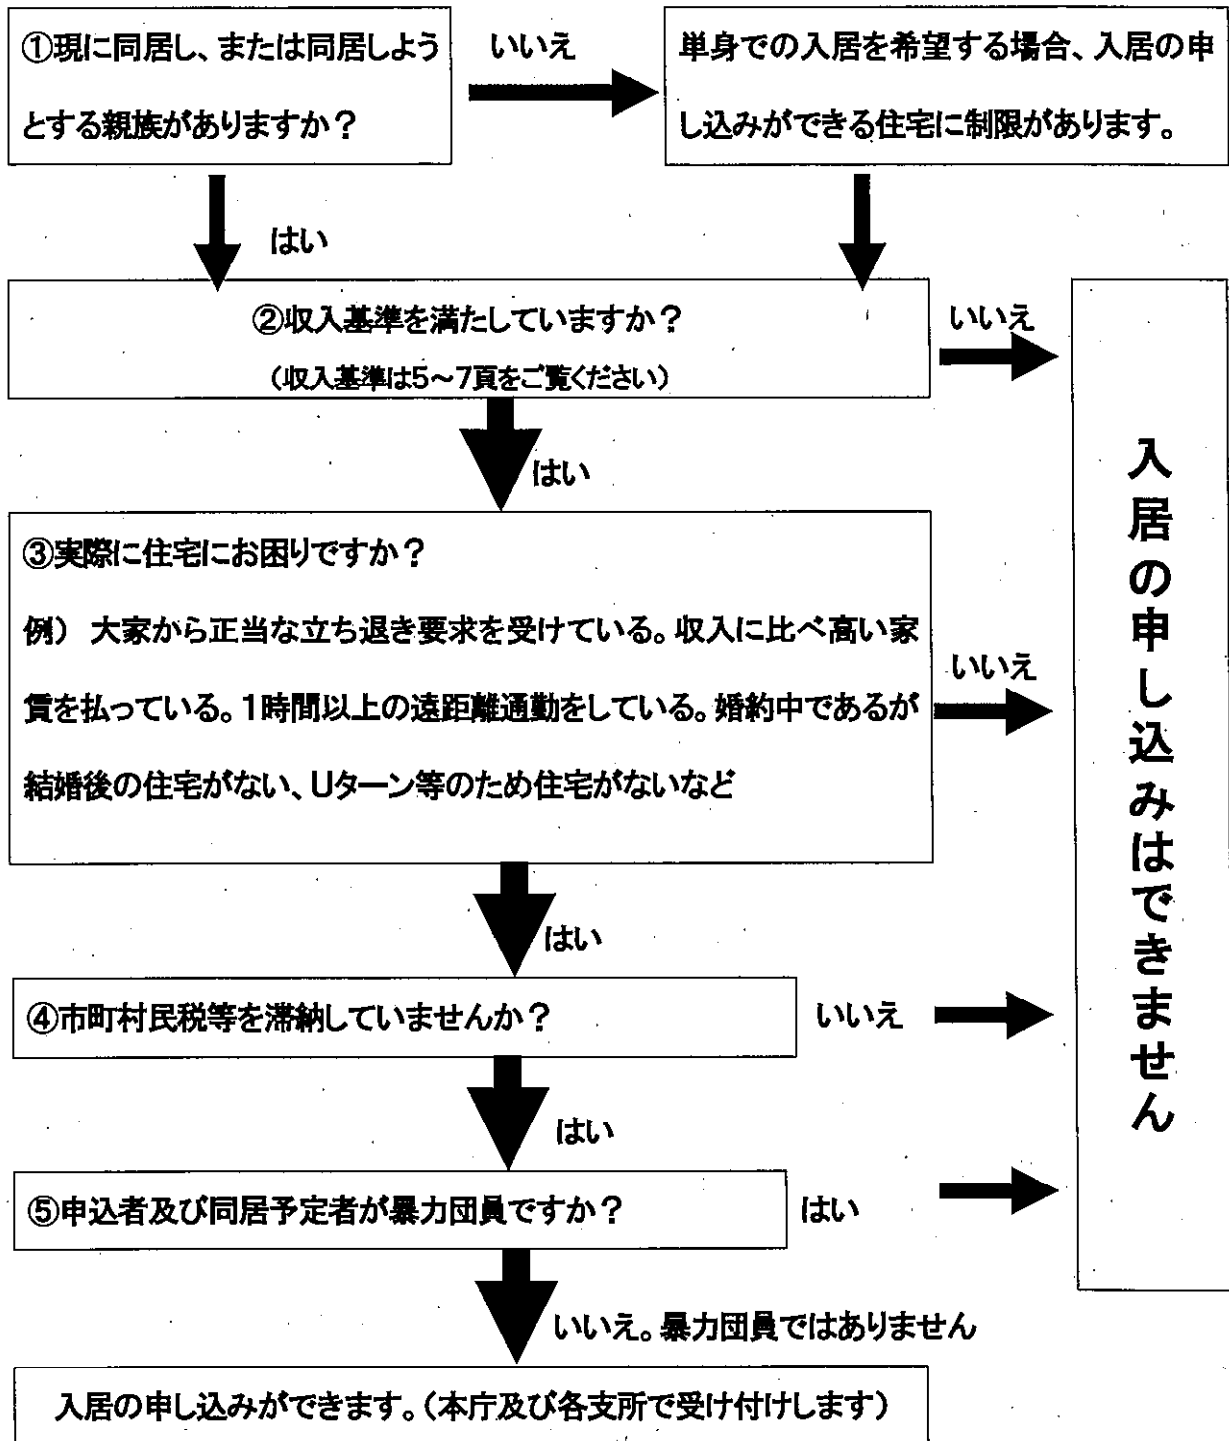 ①現に同居し、または同居しよう
とする親族がありますか？
いいえ
単身での入居を希望する場合、入居の申
し込みができる住宅に制限があります。
はい
②収入基準を満たしていますか？
（収入基準は5～7頁をご覧ください）
いいえ
はい
③実際に住宅にお困りですか？
例） 大家から正当な立ち退き要求を受けている。収入に比べ高い家
賃を払っている。1時間以上の遠距離通勤をしている。婚約中であるが
結婚後の住宅がない、Uターン等のため住宅がないなど
いいえ
はい
④市町村民税等を滞納していませんか？
いいえ
はい
⑤申込者及び同居予定者が暴力団員ですか？
はい
いいえ。暴力団員ではありません
入居の申し込みができます。（本庁及び各支所で受け付けします）
入居の申し込みはできません